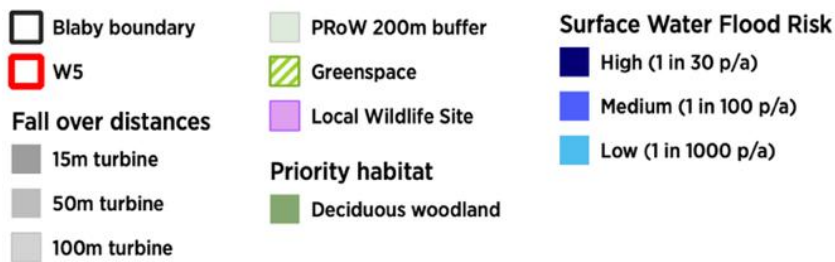 Blaby boundary
W5
Fall over distances
15m turbine
50m turbine
100m turbine
PRoW 200m buffer
Greenspace
Local Wildlife Site
Priority habitat
Deciduous woodland
Surface Water Flood Risk
High (1 in 30 p/a)
Medium (1 in 100 p/a)
Low (1 in 1000 p/a)